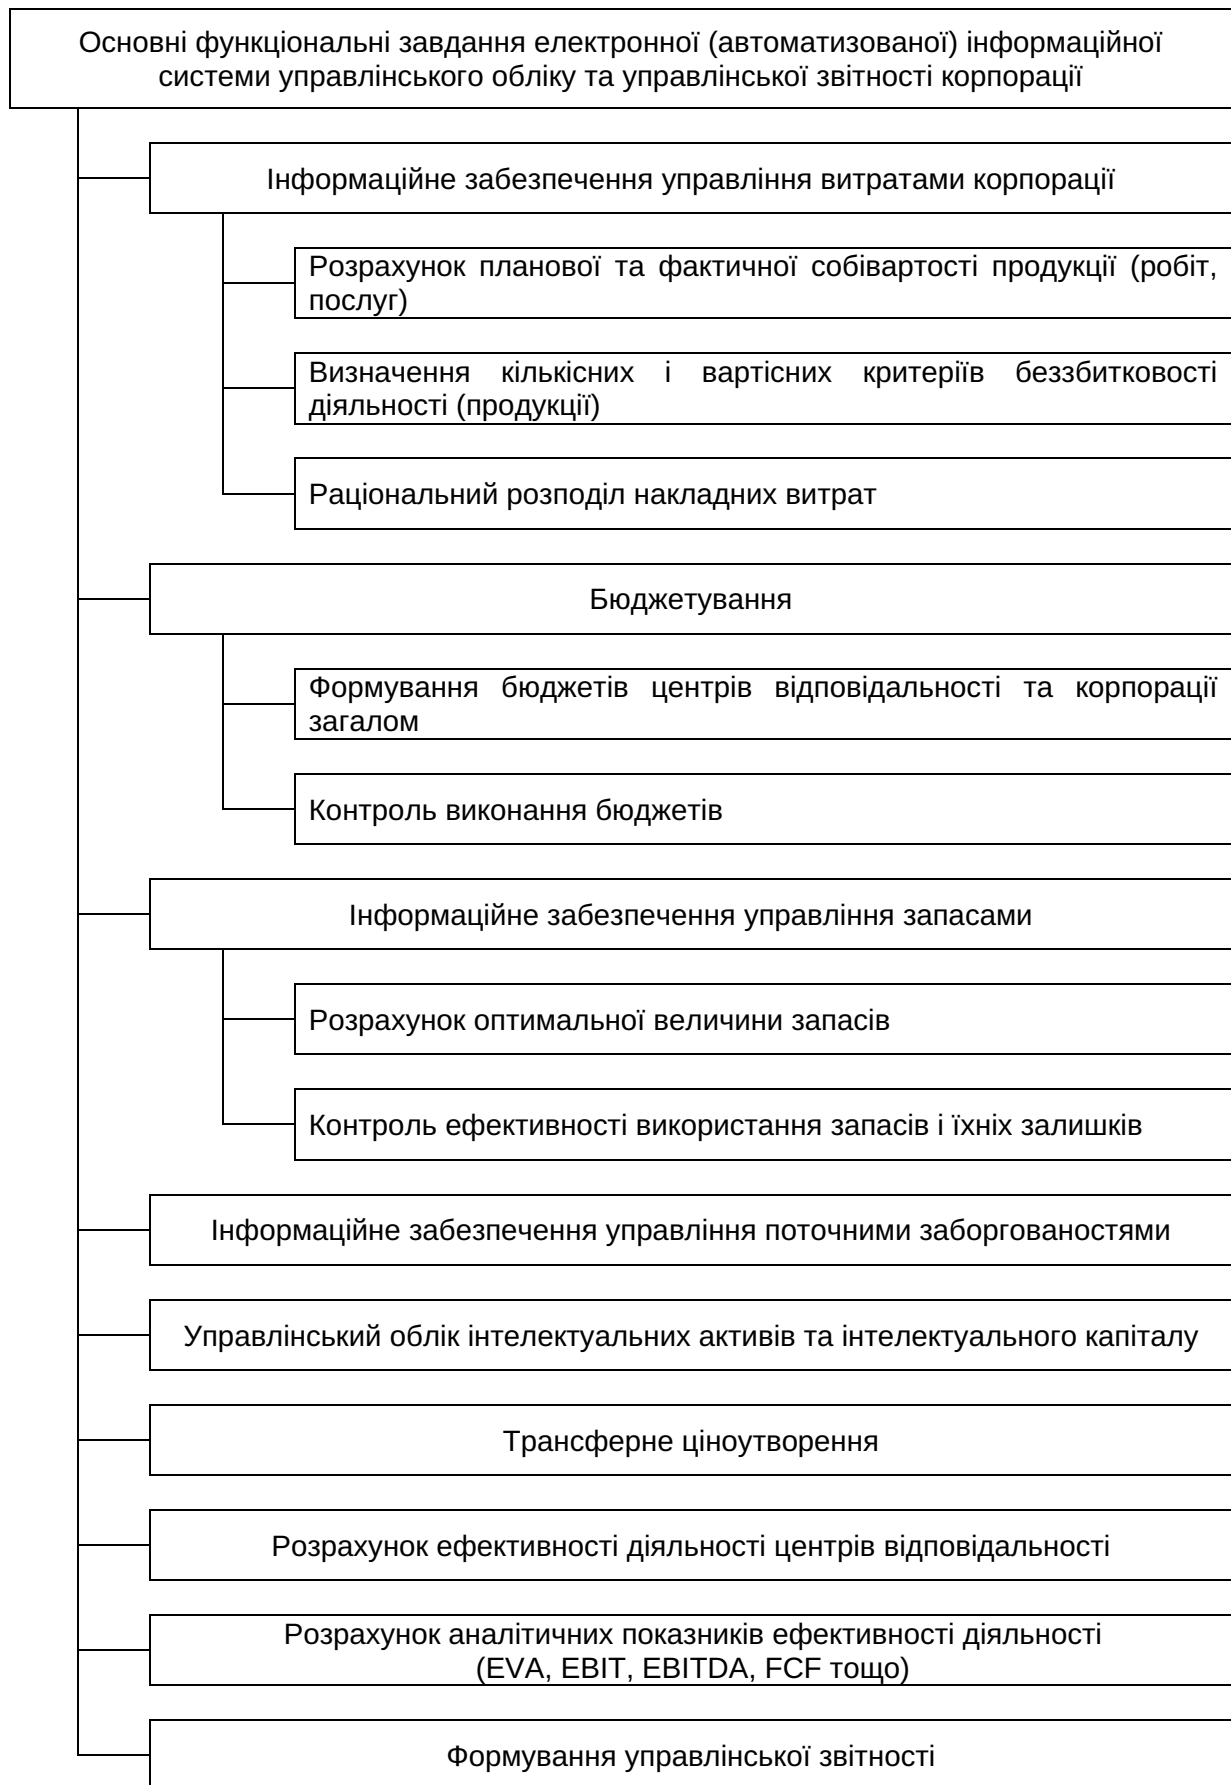 Основні функціональні завдання електронної (автоматизованої) інформаційної
системи управлінського обліку та управлінської звітності корпорації
Інформаційне забезпечення управління витратами корпорації
Розрахунок планової та фактичної собівартості продукції (робіт,
послуг)
Визначення кількісних і вартісних критеріїв беззбитковості
діяльності (продукції)
Раціональний розподіл накладних витрат
Бюджетування
Формування бюджетів центрів відповідальності та корпорації
загалом
Контроль виконання бюджетів
Інформаційне забезпечення управління запасами
Розрахунок оптимальної величини запасів
Контроль ефективності використання запасів і їхніх залишків
Інформаційне забезпечення управління поточними заборгованостями
Управлінський облік інтелектуальних активів та інтелектуального капіталу
Трансферне ціноутворення
Розрахунок ефективності діяльності центрів відповідальності
Розрахунок аналітичних показників ефективності діяльності
(EVA, EBIT, EBITDA, FCF тощо)
Формування управлінської звітності